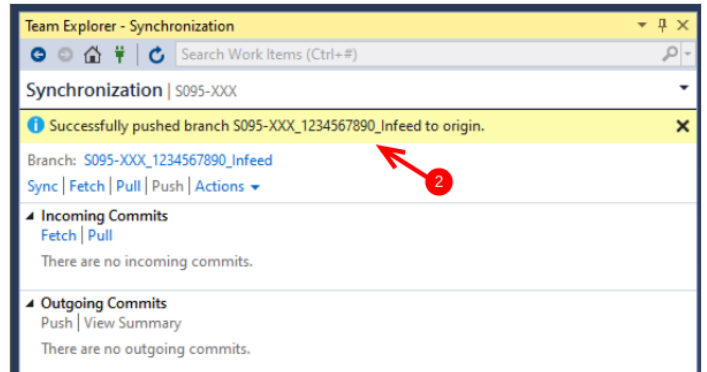 Team Explorer - Synchronization
Search Work Items (Ctrl+#)
Synchronization | S095-XXX
Successfully pushed branch S095-XXX_1234567890_Infeed to origin.
Branch: S095-XXX_1234567890_Infeed
2
Sync | Fetch | Pull | Push | Actions
Incoming Commits
Fetch | Pull
There are no incoming commits.
Outgoing Commits
Push | View Summary
There are no outgoing commits.